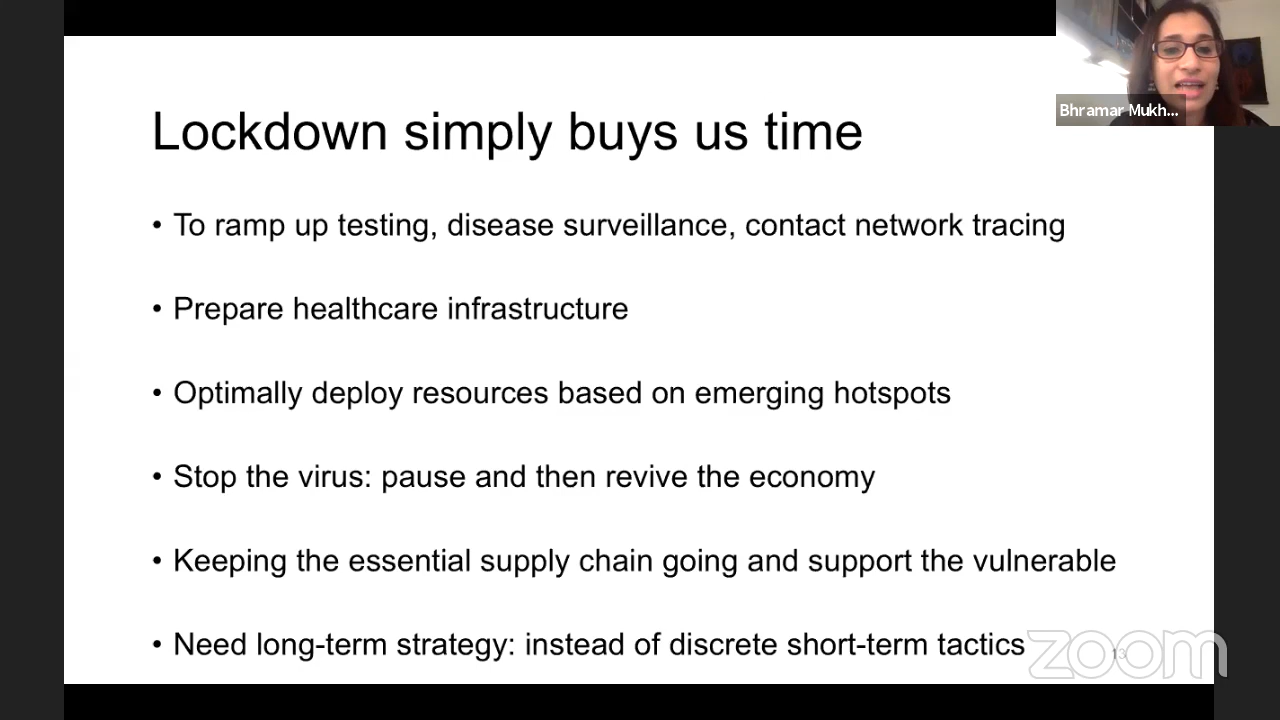 Bhramar Mukh...
Lockdown simply buys us time
• To ramp up testing, disease surveillance, contact network tracing
• Prepare healthcare infrastructure
• Optimally deploy resources based on emerging hotspots
• Stop the virus: pause and then revive the economy
• Keeping the essential supply chain going and support the vulnerable
• Need long-term strategy: instead of discrete short-term tactics
13
zoom